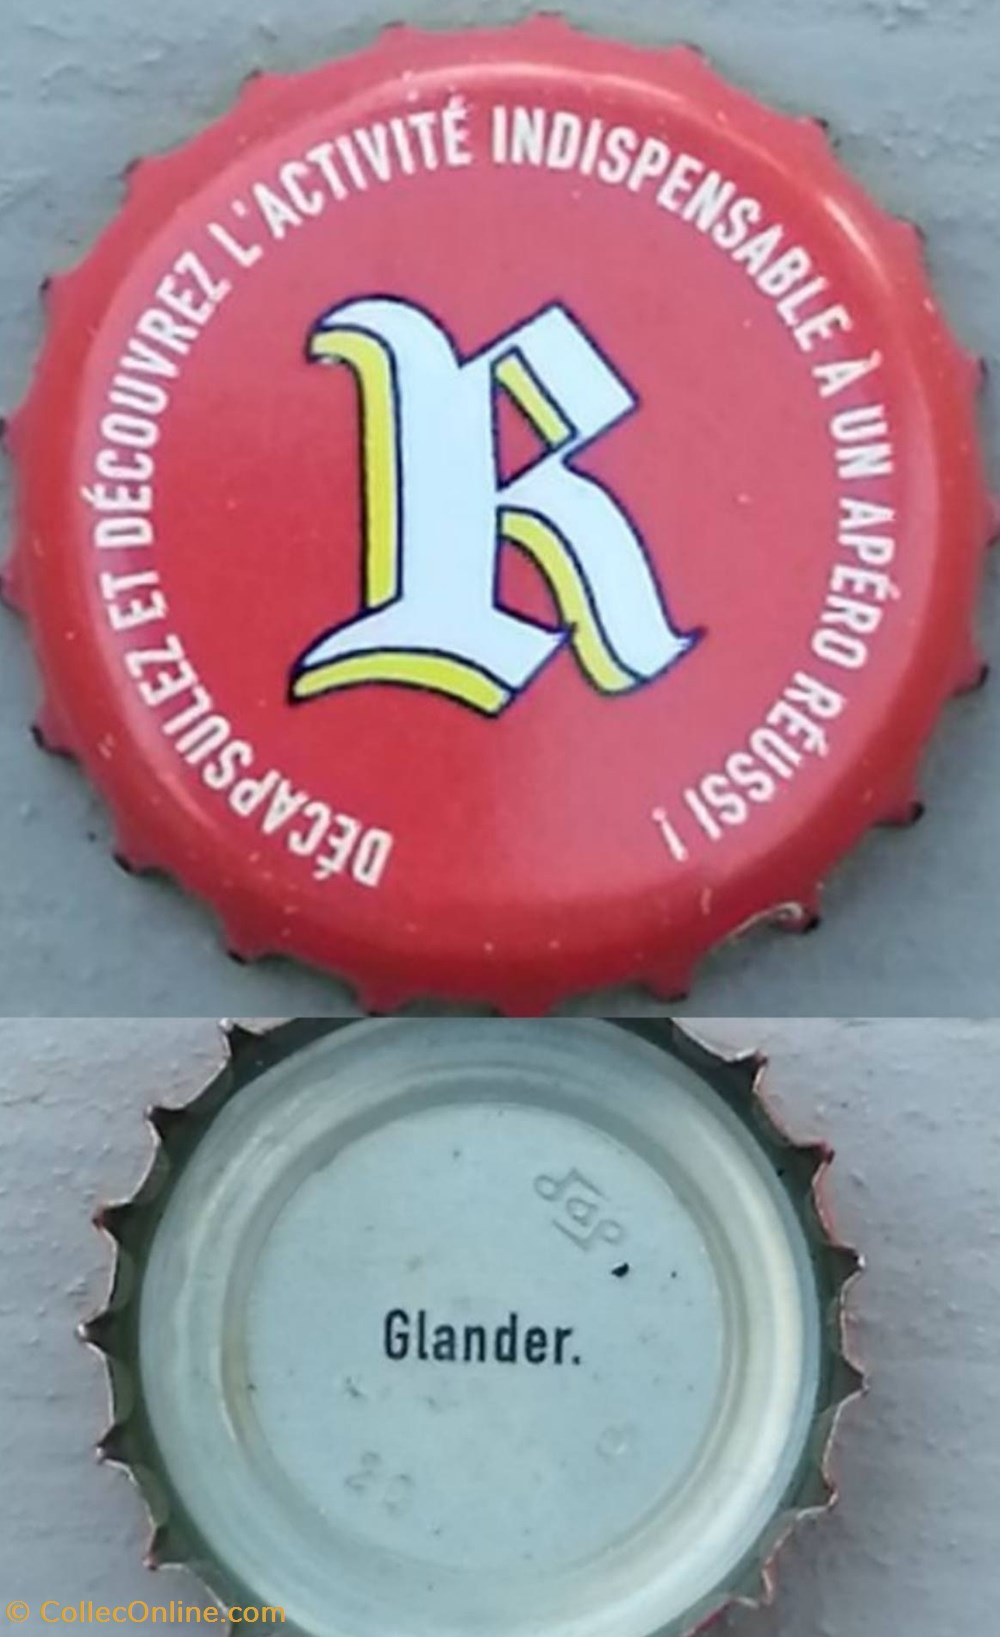 DÉCAPSULEZ ET DÉCOUVREZ L'ACTIVITÉ INDISPENSABLE À UN APÉRO RÉUSSI !
R
Glander.
© CollecOnline.com